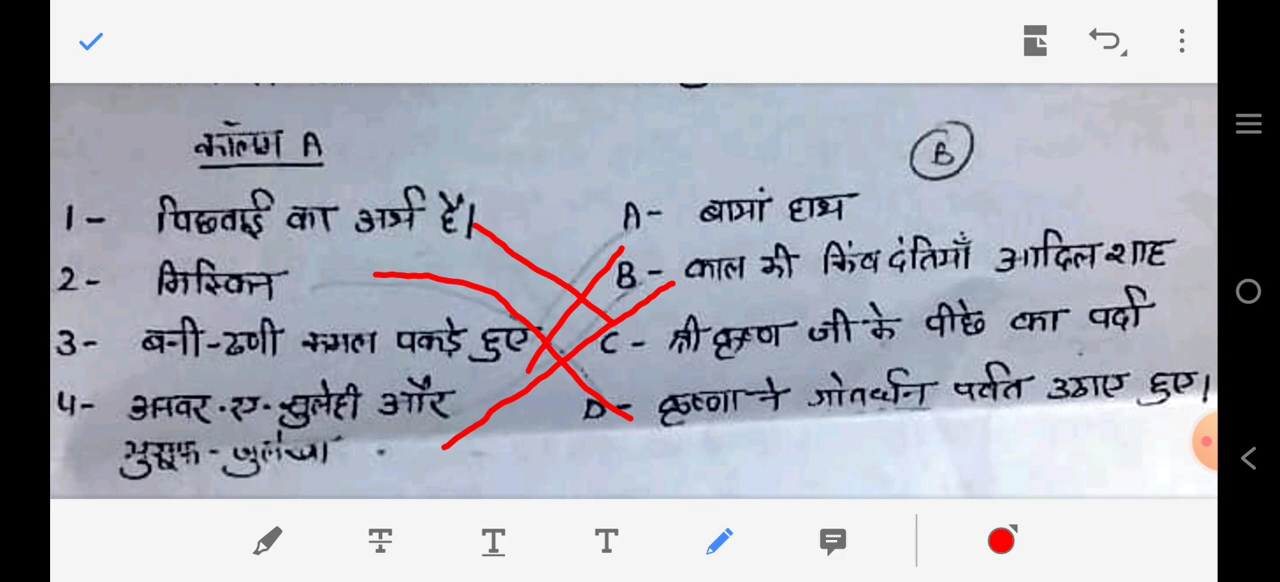 कॉलम A
B
1- पिछवाई का अर्थ है।
A- बायां हाथ
2- मिस्किन
B- काल की किंव दंतियाँ आदिल शाह
3- बनी-ठणी कमल पकड़े हुए
C- श्री कृष्ण जी के पीछे का पर्दा
4- अनवर-ए-सुलेही और
D- कृष्णा ने गोवर्धन पर्वत उठाए हुए।
युसूफ-जुलेखा
T
T
T